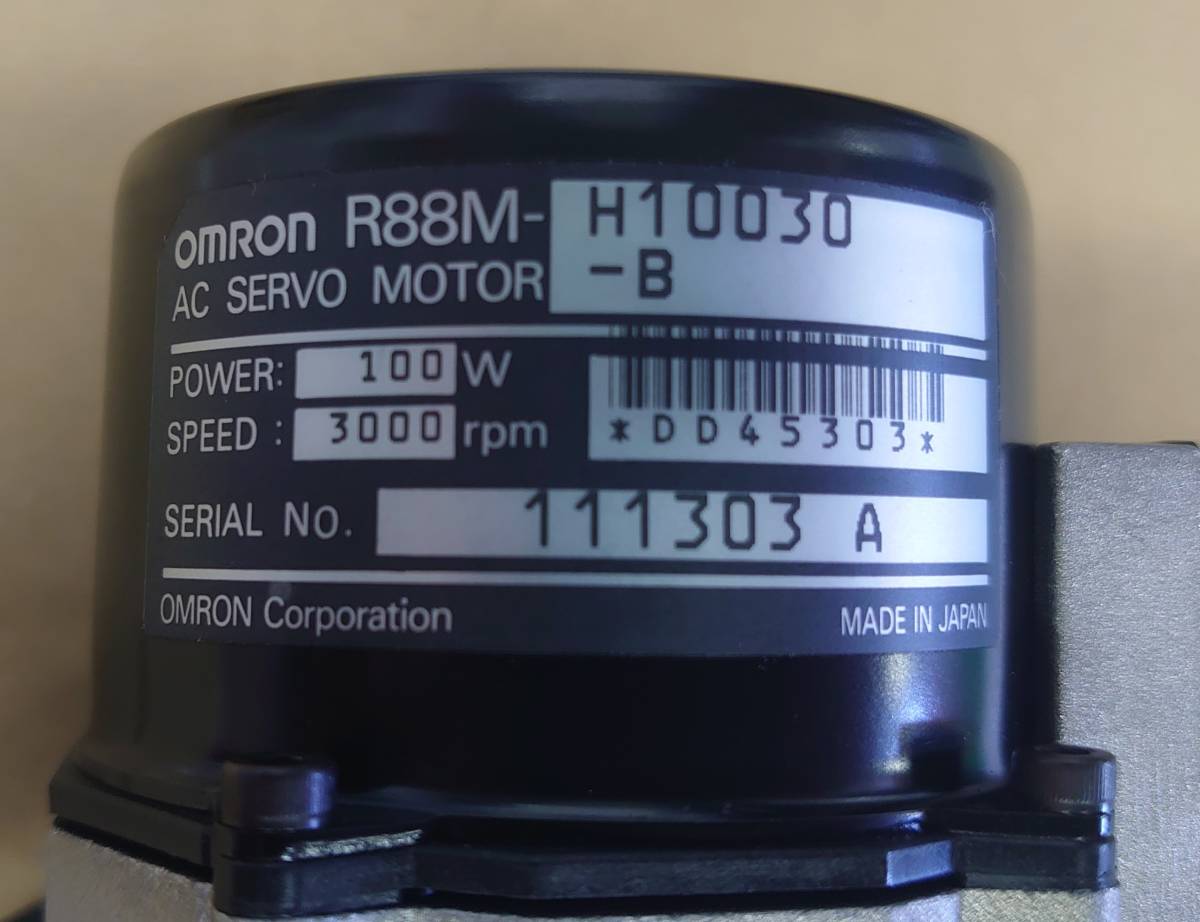 OMRON R88M-H10030
AC SERVO MOTOR -B
POWER: 100 W
SPEED : 3000 rpm
*DD45303*
SERIAL No. 111303 A
OMRON Corporation MADE IN JAPAN